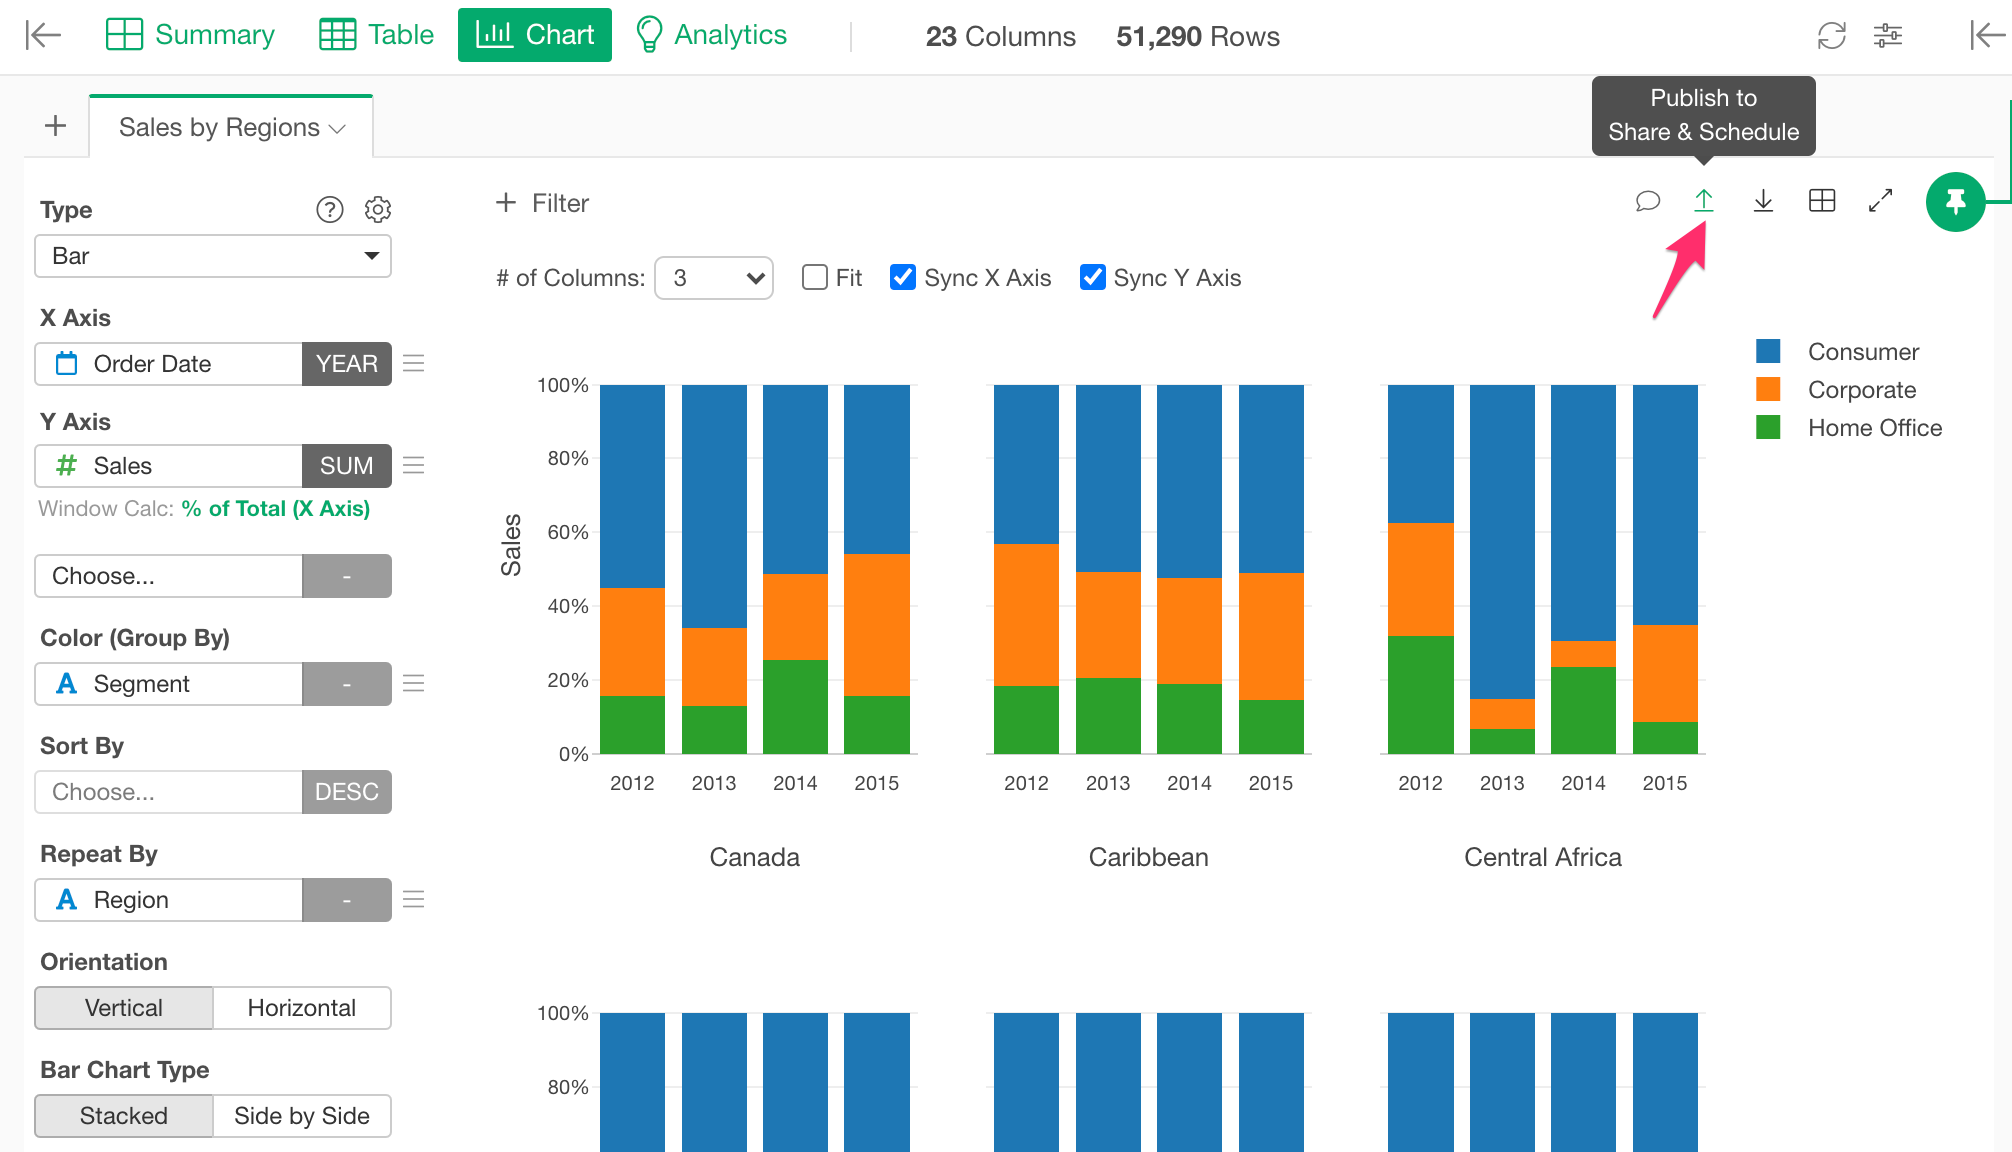 Summary Table Chart Analytics 23 Columns 51,290 Rows
Publish to
Share & Schedule
+ Sales by Regions
Type
Bar
X Axis
Order Date YEAR
Y Axis
# Sales SUM
Window Calc: % of Total (X Axis)
Choose... -
Color (Group By)
A Segment -
Sort By
Choose... DESC
Repeat By
A Region -
Orientation
Vertical Horizontal
Bar Chart Type
Stacked Side by Side
+ Filter
# of Columns: 3 Fit Sync X Axis Sync Y Axis
Consumer
Corporate
Home Office
Sales
100%
80%
60%
40%
20%
0%
2012 2013 2014 2015 2012 2013 2014 2015 2012 2013 2014 2015
Canada Caribbean Central Africa
100%
80%